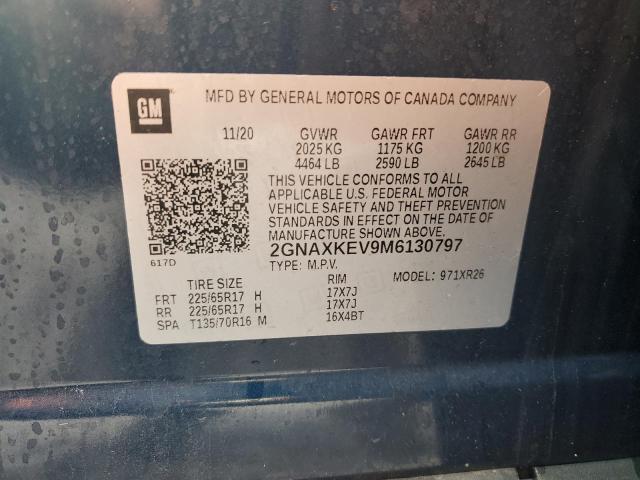 GM
MFD BY GENERAL MOTORS OF CANADA COMPANY
11/20 GVWR GAWR FRT GAWR RR
2025 KG 1175 KG 1200 KG
4464 LB 2590 LB 2645 LB
THIS VEHICLE CONFORMS TO ALL
APPLICABLE U.S. FEDERAL MOTOR
VEHICLE SAFETY AND THEFT PREVENTION
STANDARDS IN EFFECT ON THE DATE OF
MANUFACTURE SHOWN ABOVE.
617D 2GNAXKEV9M6130797
TYPE: M.P.V. MODEL: 971XR26
TIRE SIZE RIM
FRT 225/65R17 H 17X7J
RR 225/65R17 H 17X7J
SPA T135/70R16 M 16X4BT